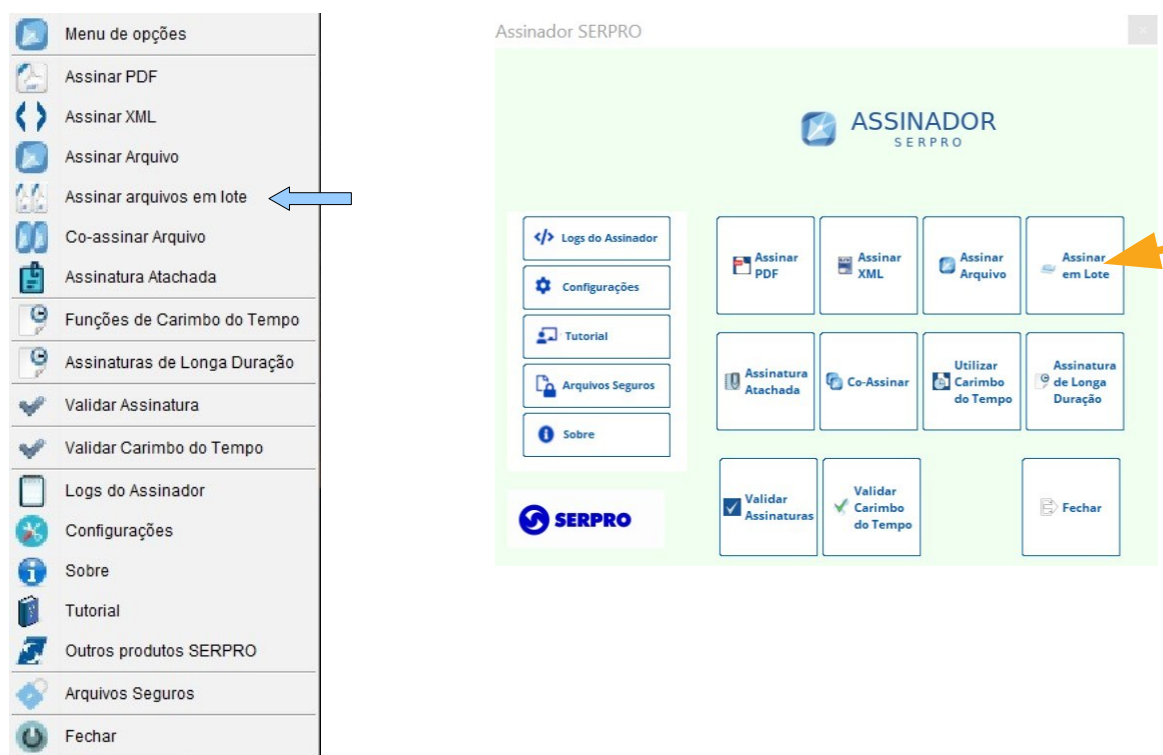 Menu de opções
Assinar PDF
Assinar XML
Assinar Arquivo
Assinar arquivos em lote
Co-assinar Arquivo
Assinatura Atachada
Funções de Carimbo do Tempo
Assinaturas de Longa Duração
Validar Assinatura
Validar Carimbo do Tempo
Logs do Assinador
Configurações
Sobre
Tutorial
Outros produtos SERPRO
Arquivos Seguros
Fechar
Assinador SERPRO
ASSINADOR
SERPRO
Logs do Assinador
Configurações
Tutorial
Arquivos Seguros
Sobre
SERPRO
Assinar
PDF
Assinar
XML
Assinar
Arquivo
Assinar
em Lote
Assinatura
Atachada
Co-Assinar
Utilizar
Carimbo
do Tempo
Assinatura
de Longa
Duração
Validar
Assinaturas
Validar
Carimbo
do Tempo
Fechar